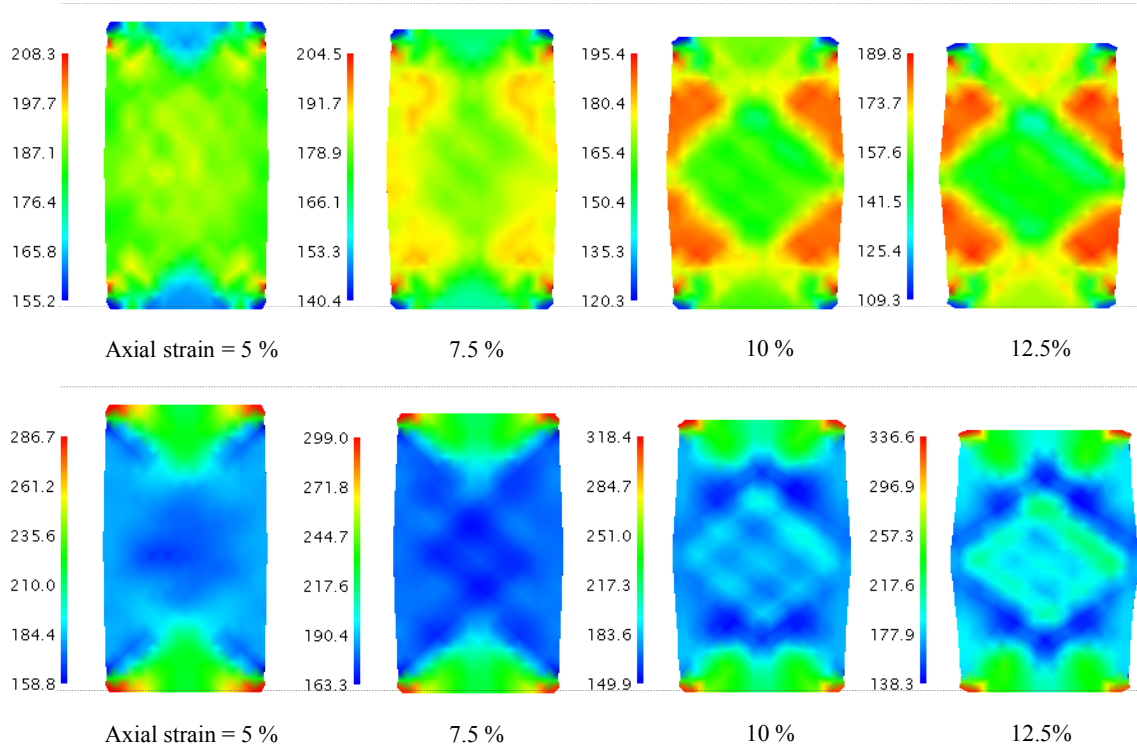 208.3 204.5 195.4 189.8
197.7 191.7 180.4 173.7
187.1 178.9 165.4 157.6
176.4 166.1 150.4 141.5
165.8 153.3 135.3 125.4
155.2 140.4 120.3 109.3
Axial strain = 5 % 7.5 % 10 % 12.5%
286.7 299.0 318.4 336.6
261.2 271.8 284.7 296.9
235.6 244.7 251.0 257.3
210.0 217.6 217.3 217.6
184.4 190.4 183.6 177.9
158.8 163.3 149.9 138.3
Axial strain = 5 % 7.5 % 10 % 12.5%